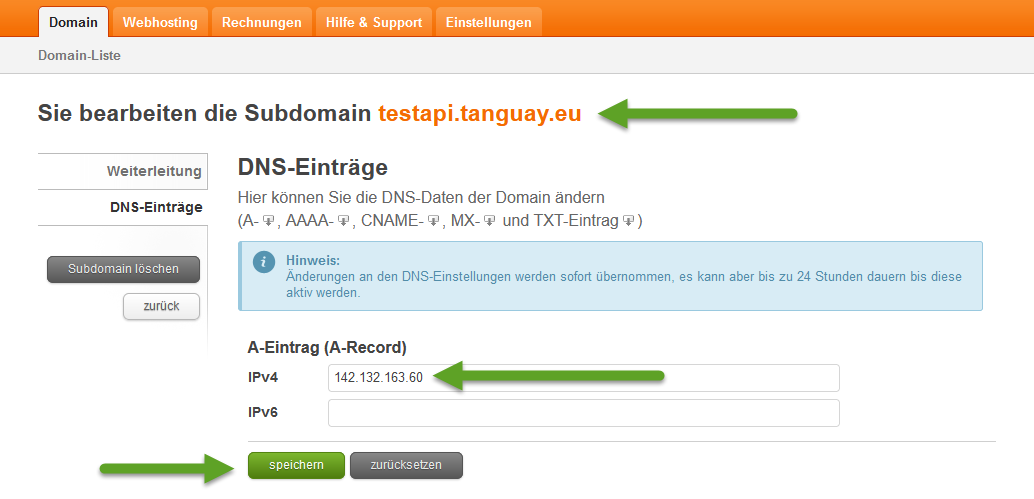 Domain Webhosting Rechnungen Hilfe & Support Einstellungen
Domain-Liste
Sie bearbeiten die Subdomain testapi.tanguay.eu
Weiterleitung
DNS-Einträge
Subdomain löschen
zurück
DNS-Einträge
Hier können Sie die DNS-Daten der Domain ändern
(A-, AAAA-, CNAME-, MX- und TXT-Eintrag)
Hinweis:
Änderungen an den DNS-Einstellungen werden sofort übernommen, es kann aber bis zu 24 Stunden dauern bis diese
aktiv werden.
A-Eintrag (A-Record)
IPv4 142.132.163.60
IPv6
speichern zurücksetzen